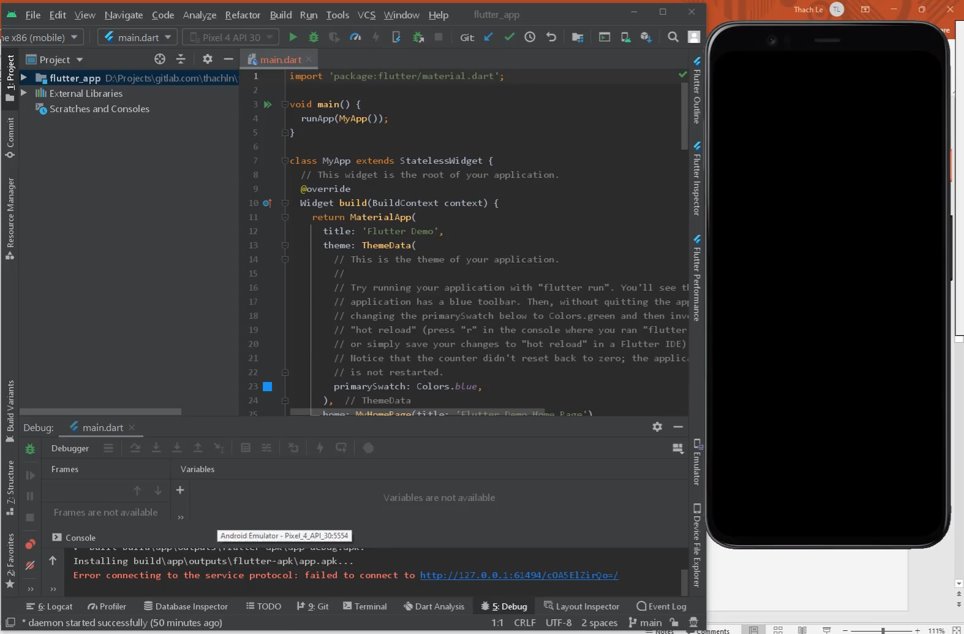 File Edit View Navigate Code Analyze Refactor Build Run Tools VCS Window Help flutter_app
Thach Le TL
x86 (mobile) main.dart Pixel 4 API 30 Git:
Project
main.dart
flutter_app D:\Projects\gitlab.com\thachln\
External Libraries
Scratches and Consoles
1: Project
Commit
Resource Manager
Build Variants
Z: Structure
2: Favorites
1 import 'package:flutter/material.dart';
2
3 void main() {
4 runApp(MyApp());
5 }
6
7 class MyApp extends StatelessWidget {
8 // This widget is the root of your application.
9 @override
10 Widget build(BuildContext context) {
11 return MaterialApp(
12 title: 'Flutter Demo',
13 theme: ThemeData(
14 // This is the theme of your application.
15 //
16 // Try running your application with "flutter run". You'll see th
17 // application has a blue toolbar. Then, without quitting the app
18 // changing the primarySwatch below to Colors.green and then inv
19 // "hot reload" (press "r" in the console where you ran "flutter
20 // or simply save your changes to "hot reload" in a Flutter IDE)
21 // Notice that the counter didn't reset back to zero; the applic
22 // is not restarted.
23 primarySwatch: Colors.blue,
24 ), // ThemeData
25 home: MyHomePage(title: 'Flutter Demo Home Page')
Flutter Outline
Flutter Inspector
Flutter Performance
Emulator
Device File Explorer
Debug: main.dart
Debugger
Frames Variables
Frames are not available
Variables are not available
Android Emulator - Pixel_4_API_30:5554
Console
Installing build\app\outputs\flutter-apk\app.apk...
Error connecting to the service protocol: failed to connect to http://127.0.0.1:61494/cOA5ElZirQo=/
6: Logcat Profiler Database Inspector TODO 9: Git Terminal Dart Analysis 5: Debug Layout Inspector Event Log
* daemon started successfully (50 minutes ago) 1:1 CRLF UTF-8 2 spaces main
Notes Comments 111%